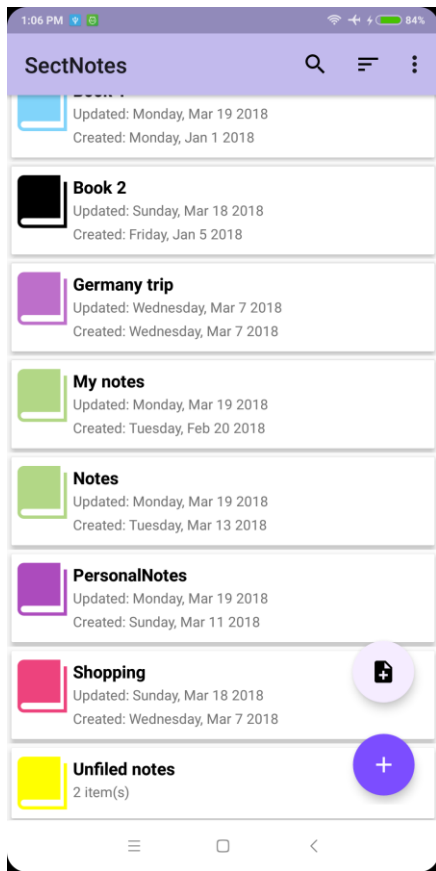 1:06 PM
84%
SectNotes
Updated: Monday, Mar 19 2018
Created: Monday, Jan 1 2018
Book 2
Updated: Sunday, Mar 18 2018
Created: Friday, Jan 5 2018
Germany trip
Updated: Wednesday, Mar 7 2018
Created: Wednesday, Mar 7 2018
My notes
Updated: Monday, Mar 19 2018
Created: Tuesday, Feb 20 2018
Notes
Updated: Monday, Mar 19 2018
Created: Tuesday, Mar 13 2018
PersonalNotes
Updated: Monday, Mar 19 2018
Created: Sunday, Mar 11 2018
Shopping
Updated: Sunday, Mar 18 2018
Created: Wednesday, Mar 7 2018
Unfiled notes
2 item(s)